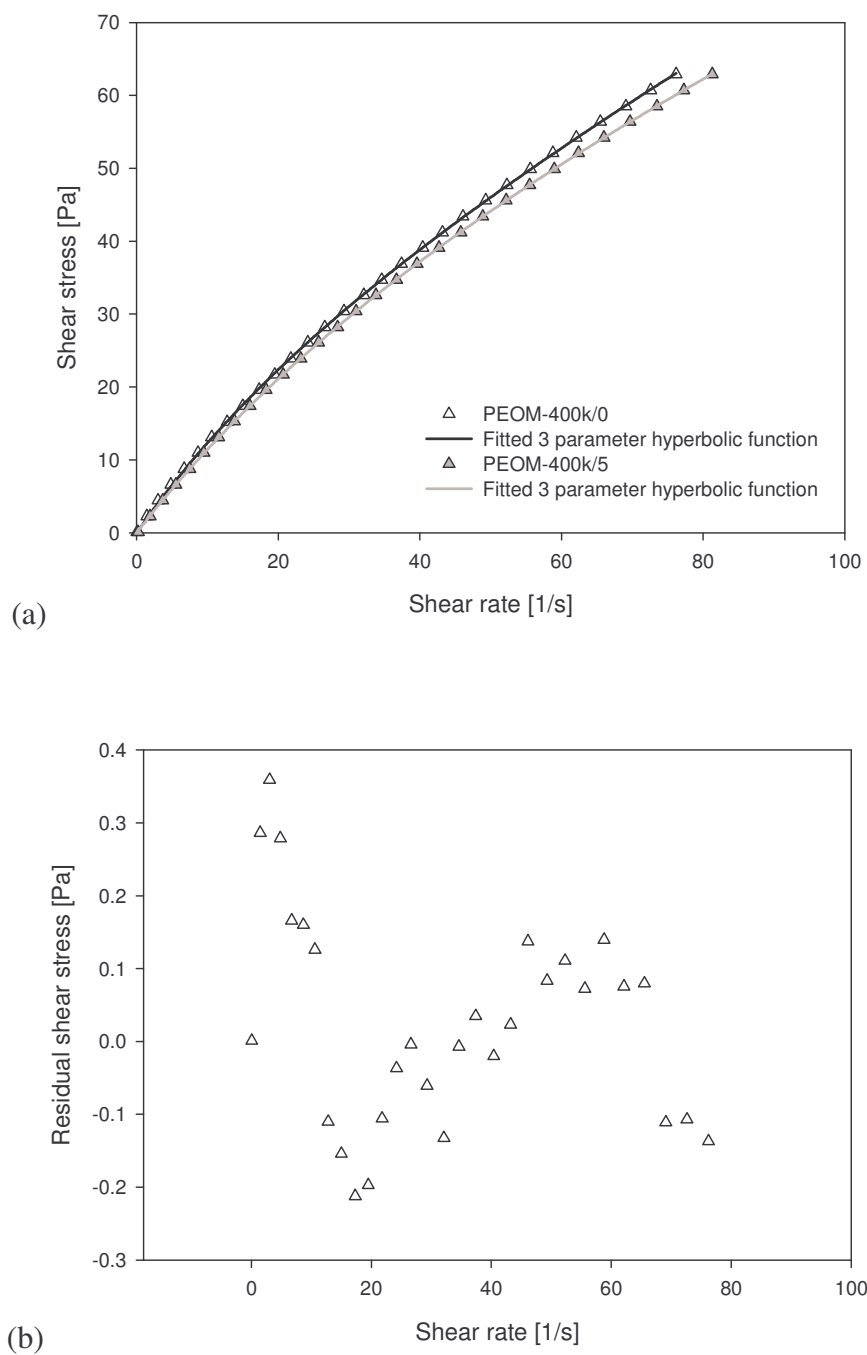 70
60
50
40
30
20
10
0
Shear stress [Pa]
PEOM-400k/0
Fitted 3 parameter hyperbolic function
PEOM-400k/5
Fitted 3 parameter hyperbolic function
0 20 40 60 80 100
Shear rate [1/s]
(a)
0.4
0.3
0.2
0.1
0.0
-0.1
-0.2
-0.3
Residual shear stress [Pa]
0 20 40 60 80 100
Shear rate [1/s]
(b)